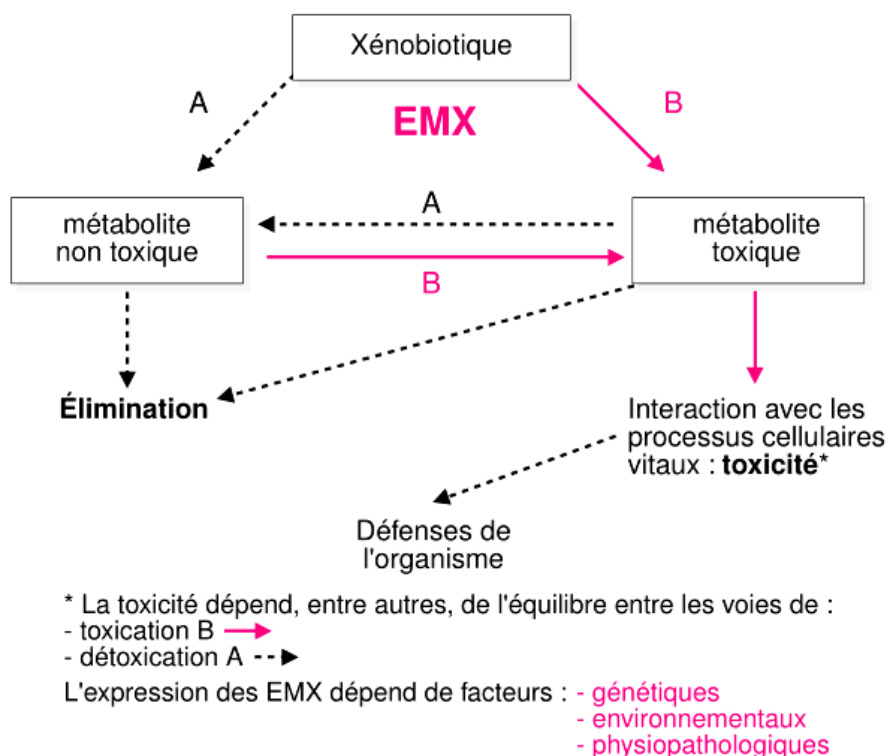 Xénobiotique
A
EMX
B
métabolite
non toxique
A
B
métabolite
toxique
Élimination
Interaction avec les
processus cellulaires
vitaux : toxicité*
Défenses de
l'organisme
* La toxicité dépend, entre autres, de l'équilibre entre les voies de :
- toxication B
- détoxication A
L'expression des EMX dépend de facteurs : - génétiques
- environnementaux
- physiopathologiques